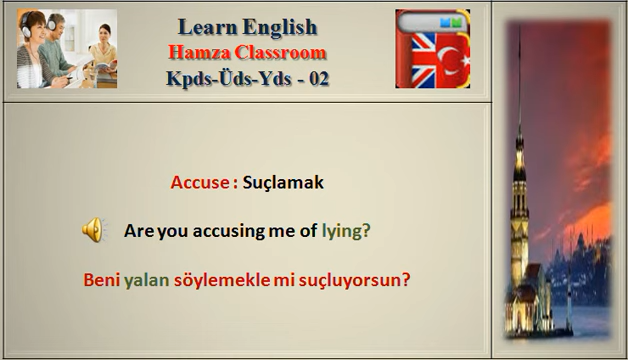 Learn English
Hamza Classroom
Kpds-Üds-Yds - 02
Accuse : Suçlamak
Are you accusing me of lying?
Beni yalan söylemekle mi suçluyorsun?